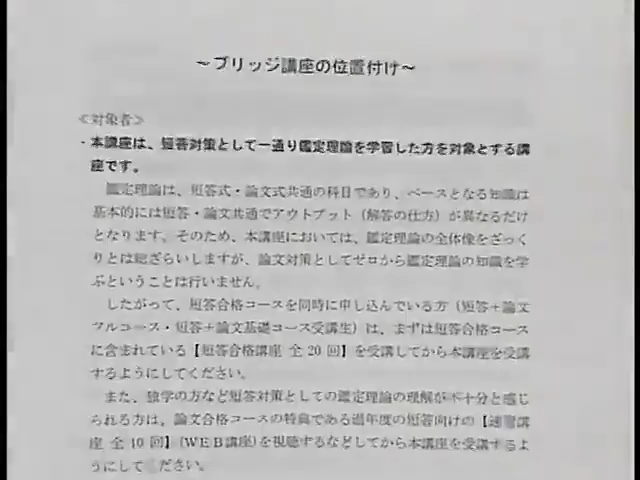 ～ブリッジ講座の位置付け～
≪対象者≫
・本講座は、短答対策として一通り鑑定理論を学習した方を対象とする講
座です。
鑑定理論は、短答式・論文式共通の科目であり、ベースとなる知識は
基本的には短答・論文共通でアウトプット（解答の仕方）が異なるだけ
となります。そのため、本講座においては、鑑定理論の全体像をざっく
りとは総ざらいしますが、論文対策としてゼロから鑑定理論の知識を学
ぶということは行いません。
したがって、短答合格コースを同時に申し込んでいる方（短答＋論文
フルコース・短答＋論文基礎コース受講生）は、まずは短答合格コース
に含まれている【短答合格講座 全 20 回】を受講してから本講座を受講
するようにしてください。
また、独学の方など短答対策としての鑑定理論の理解が不十分と感じ
られる方は、論文合格コースの特典である過年度の短答向けの【速習講
座 全 10 回】（ＷＥＢ講座）を視聴するなどしてから本講座を受講するよ
うにしてください。